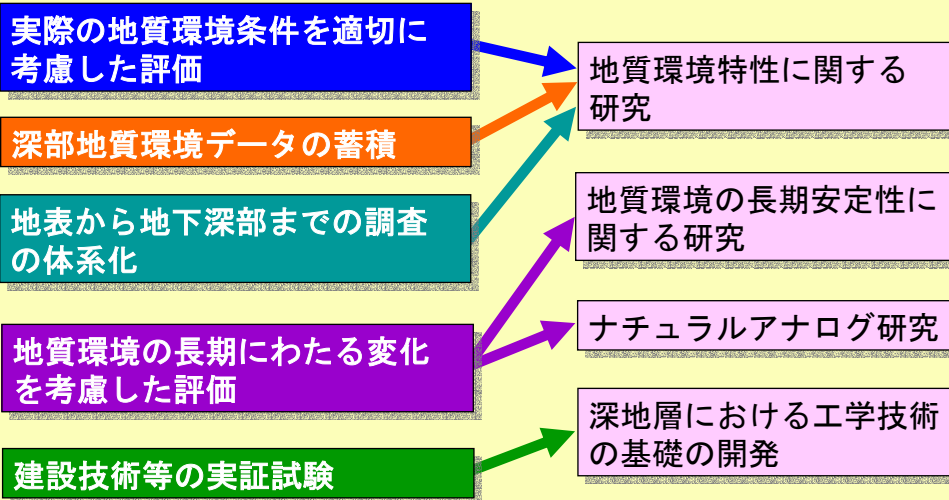 実際の地質環境条件を適切に
考慮した評価
深部地質環境データの蓄積
地表から地下深部までの調査
の体系化
地質環境の長期にわたる変化
を考慮した評価
建設技術等の実証試験
地質環境特性に関する
研究
地質環境の長期安定性に
関する研究
ナチュラルアナログ研究
深地層における工学技術
の基礎の開発